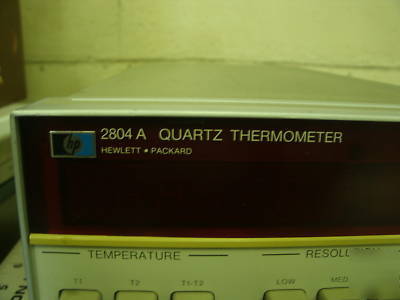 hp 2804 A QUARTZ THERMOMETER
HEWLETT • PACKARD
TEMPERATURE
T1 T2 T1-T2
LOW MED